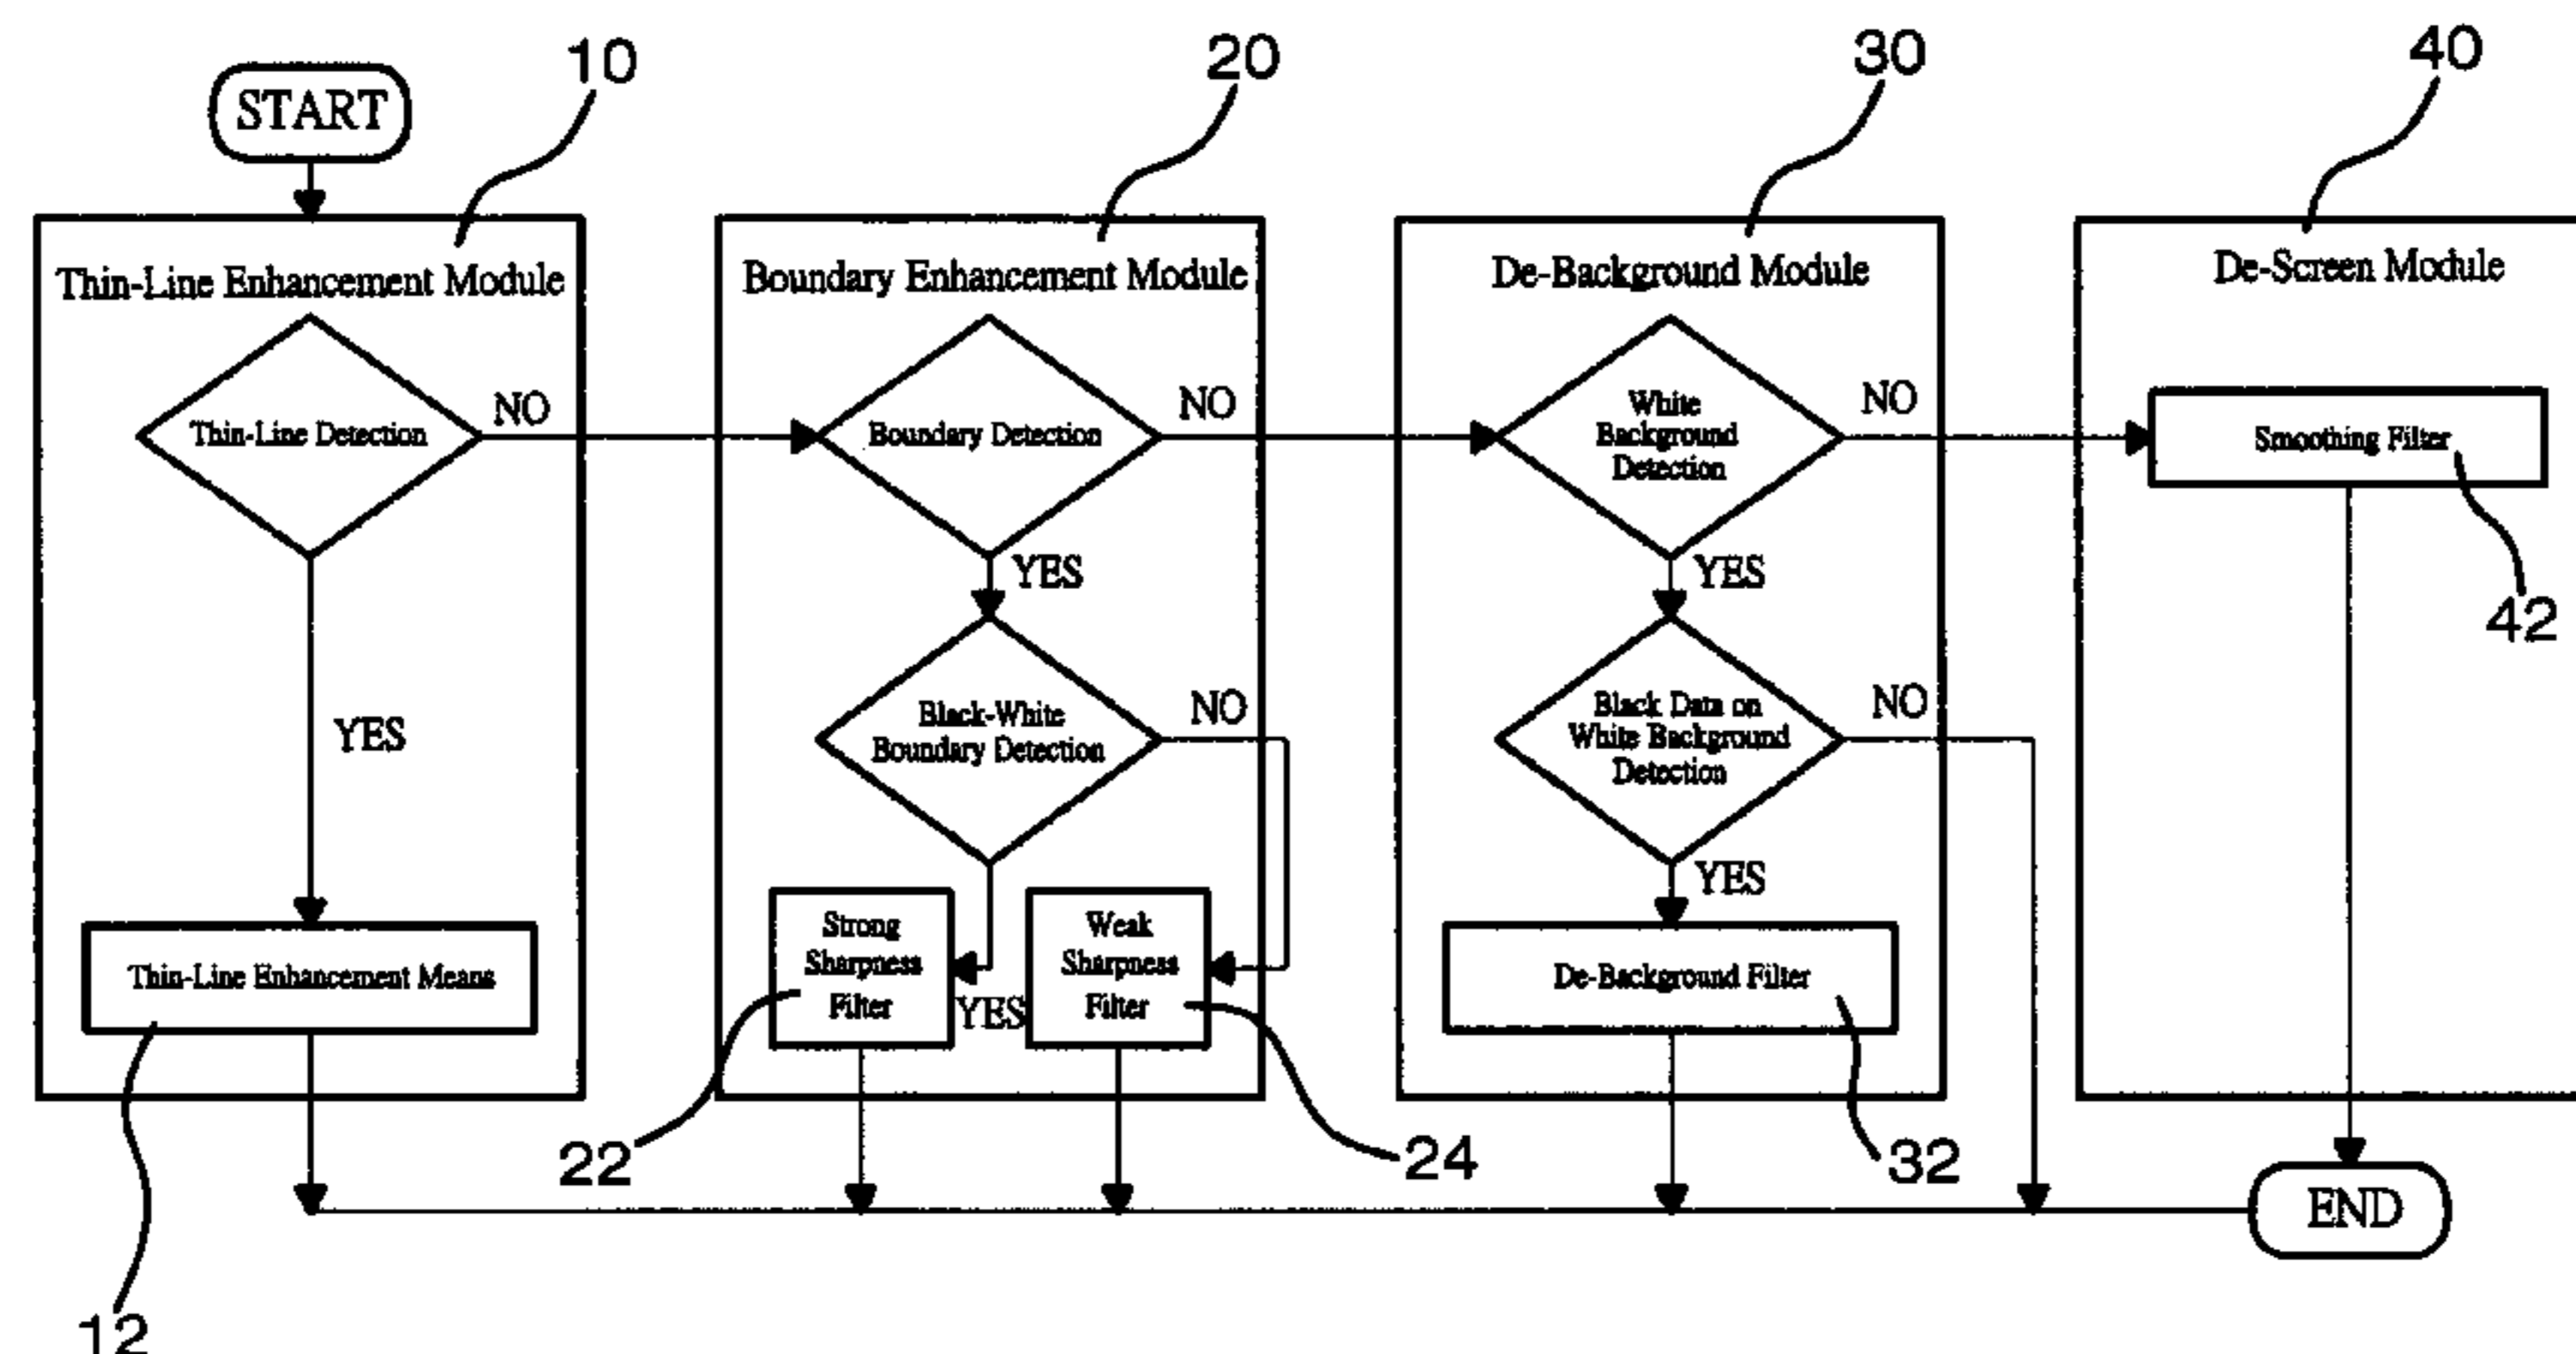 10
20
30
40
START
Thin-Line Enhancement Module
Boundary Enhancement Module
De-Background Module
De-Screen Module
Thin-Line Detection
NO
Boundary Detection
NO
White
Background
Detection
NO
Smoothing Filter
42
YES
YES
YES
Black-White
Boundary Detection
NO
Black Data on
White Background
Detection
NO
YES
Thin-Line Enhancement Means
Strong
Sharpness
Filter
YES
Weak
Sharpness
Filter
De-Background Filter
12
22
24
32
END